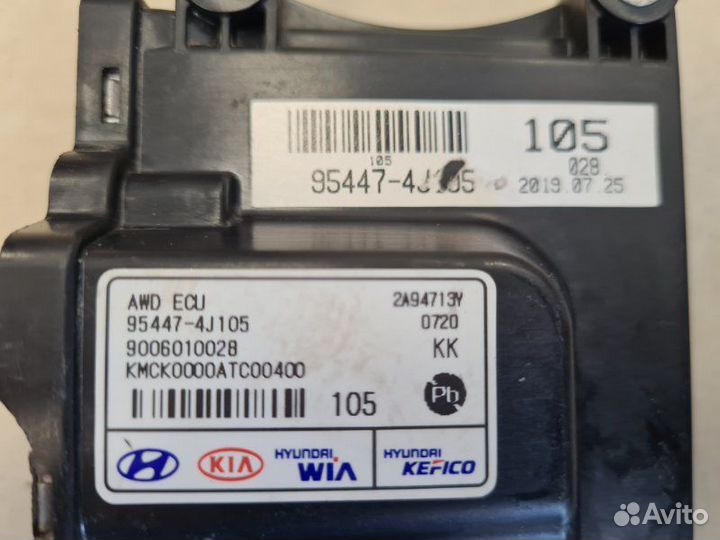 105
105
028
95447-4J105
2019.07.25
AWD ECU
2A94713Y
95447-4J105
0720
9006010028
KK
KMCK0000ATC00400
105
Pb
KIA
HYUNDAI
WIA
HYUNDAI
KEFICO
Avito